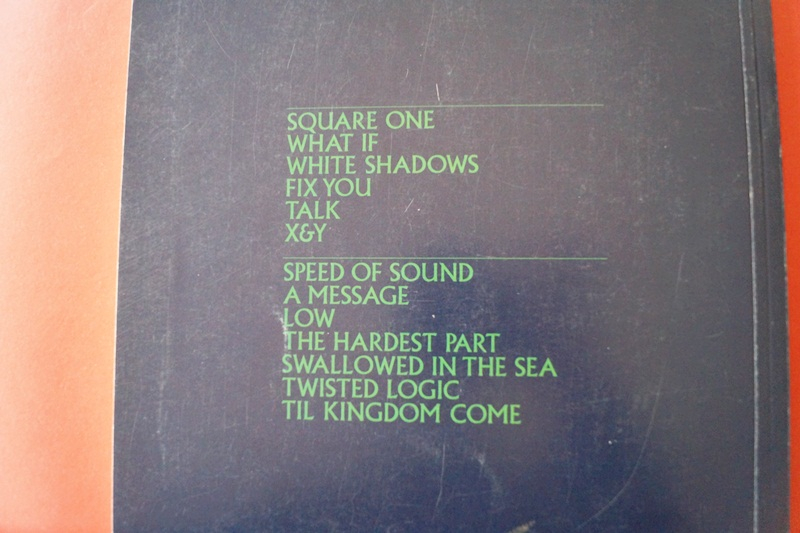 SQUARE ONE
WHAT IF
WHITE SHADOWS
FIX YOU
TALK
X&Y
SPEED OF SOUND
A MESSAGE
LOW
THE HARDEST PART
SWALLOWED IN THE SEA
TWISTED LOGIC
TIL KINGDOM COME